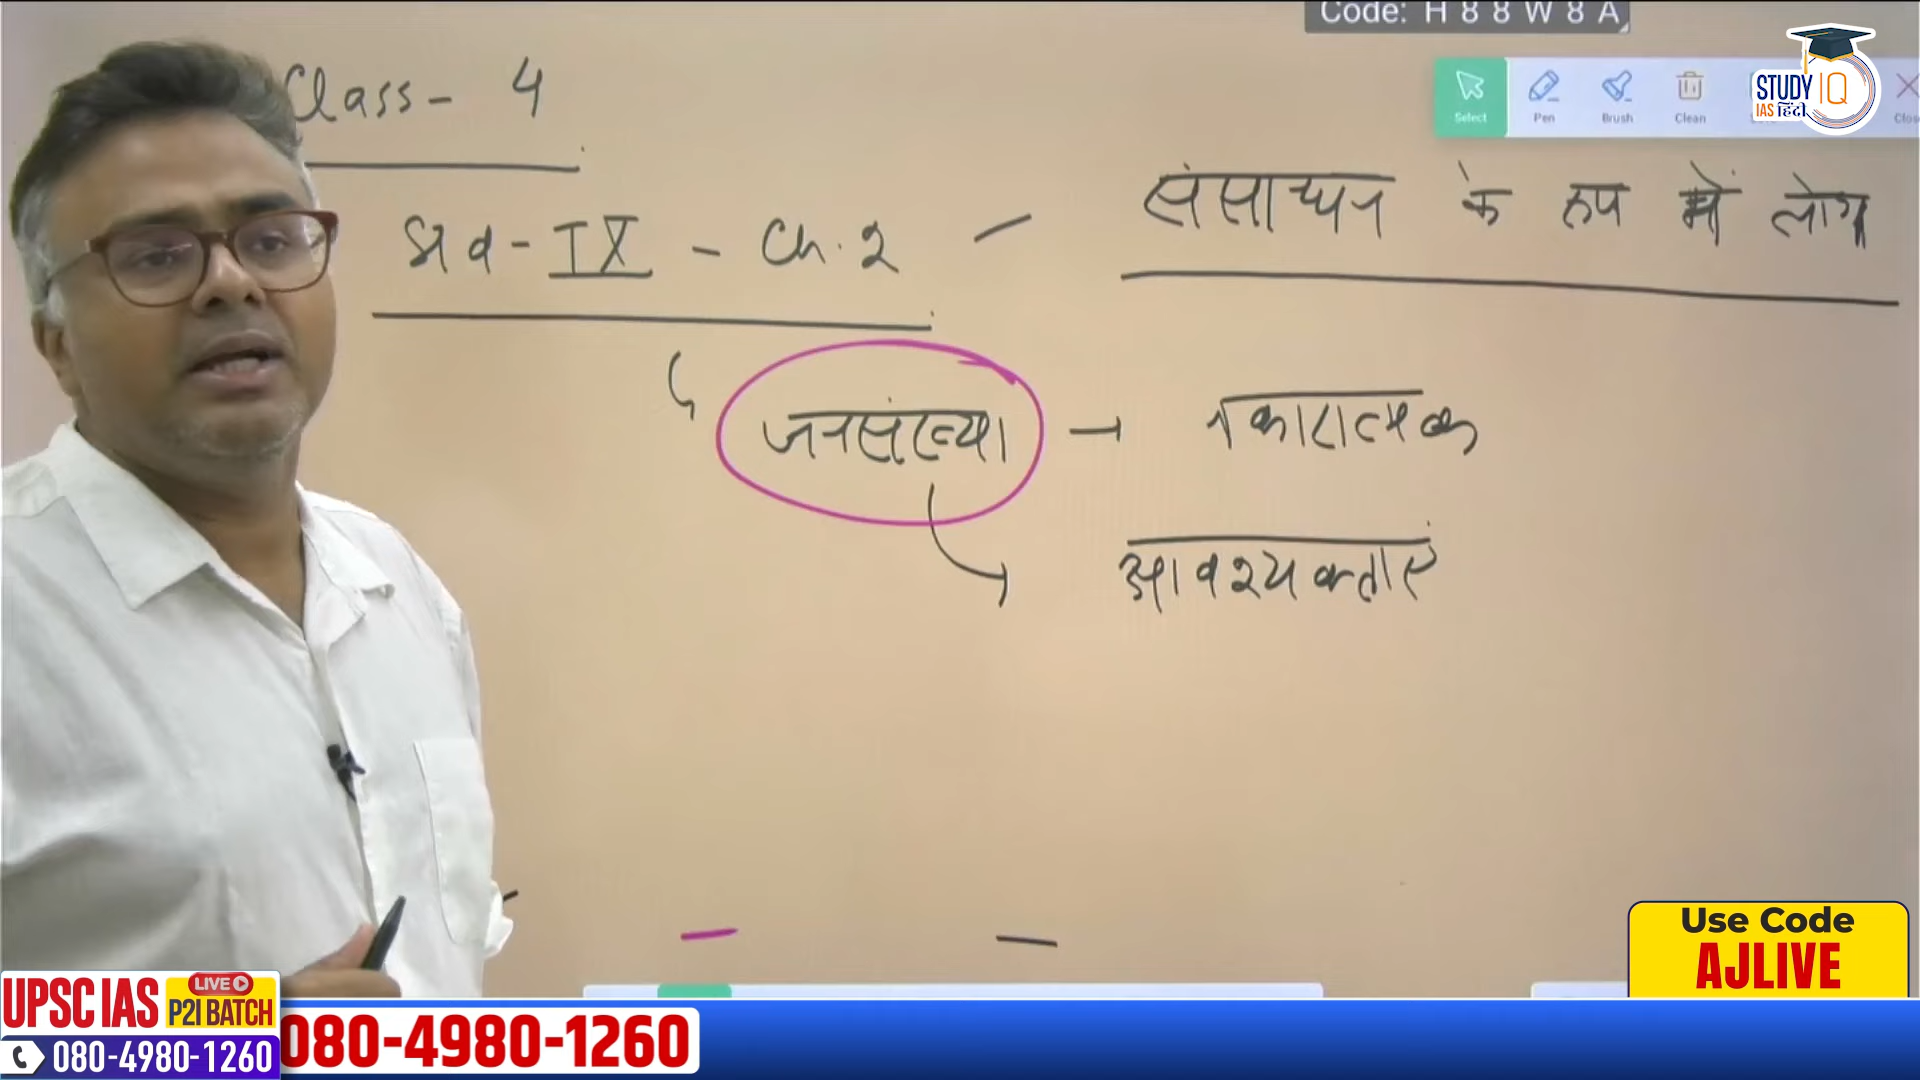 Code: H 8 8 W 8 A
Class - 4
Select Pen Brush Clean
STUDY IQ
IAS हिंदी
संसाधन के रूप में लोग
IX - Ch. 2 -
जनसंख्या → नकारात्मक
आवश्यकताएं
Use Code
AJLIVE
LIVE
UPSC IAS P2I BATCH
080-4980-1260
080-4980-1260